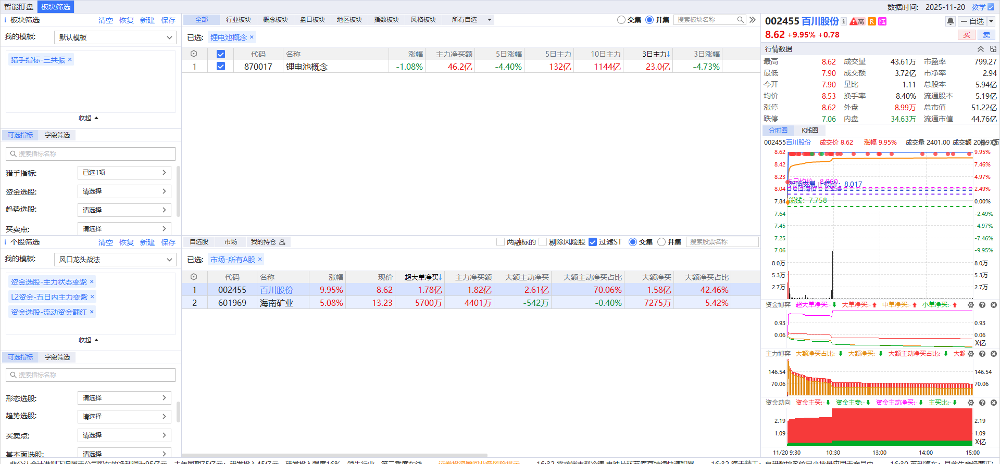 智能盯盘 板块筛选 数据时间: 2025-11-20 教学
板块筛选 清空 恢复 新建 保存
我的模板: 默认模板
猎手指标-三共振 ×
收起
可选指标 字段筛选
搜索指标名称
猎手指标: 已选1项
资金选股: 请选择
趋势选股: 请选择
买卖点: 请选择
个股筛选 清空 恢复 新建 保存
我的模板: 风口龙头战法
资金选股-主力状态变紫 ×
L2资金-五日内主力变紫 ×
资金选股-流动资金翻红 ×
收起
可选指标 字段筛选
搜索指标名称
形态选股: 请选择
趋势选股: 请选择
买卖点: 请选择
基本面选股: 请选择
全部 行业板块 概念板块 盘口板块 地区板块 指数板块 风格板块 所有自选 交集 并集 搜索板块名称
已选: 锂电池概念 ×
代码 名称 涨幅 主力净买额 5日涨幅 5日主力 10日主力 3日主力↓ 3日涨幅
1 870017 锂电池概念 -1.08% 46.2亿 -4.40% 132亿 1144亿 23.0亿 -4.73%
自选股 市场 我的持仓 两融标的 剔除风险股 过滤ST 交集 并集 搜索股票名称
已选: 市场-所有A股 ×
代码 名称 涨幅 现价 超大单净买↓ 主力净买额 大额主动净买 大额主动净买占比 大额净买 大额净买占比
1 002455 百川股份 9.95% 8.62 1.78亿 1.82亿 2.61亿 70.06% 1.58亿 42.46%
2 601969 海南矿业 5.08% 13.23 5700万 4401万 -542万 -0.40% 7275万 5.42%
002455 百川股份 高 R 陆 一 自选
8.62 +9.95% +0.78 买 卖
行情数据
最高 8.62 成交量 43.61万 市盈率 799.27
最低 7.90 成交额 3.72亿 市净率 2.94
今开 7.90 量比 1.11 总股本 5.94亿
均价 8.53 换手率 8.40% 流通股本 5.19亿
涨停 8.62 外盘 8.99万 总市值 51.22亿
跌停 7.06 内盘 34.63万 流通市值 44.76亿
分时图 K线图
002455百川股份 成交价 8.62 涨幅 9.95% 成交量 2401.00 成交额
8.62 9.95%
8.42 7.46%
8.23 4.97%
5日均价: 8.060
智能交易,止损价: 8.017
8.04 2.49%
7.84 0.00%
熊线: 7.758
7.64 -2.49%
7.45 -4.97%
7.25 -7.46%
7.06 -9.95%
8.0万 8.0万
5.3万 5.3万
2.7万 2.7万
资金博弈 超大单净买:- 大单净买:- 中单净买:- 小单净买:-
0.93 0.93
0.06 0.06
X亿
主力博弈 大额净买占比:- 大额净买:- 大额主动净买占比:- 大额
146.54 146.54
70.06 70.06
资金动向 资金主买:- 资金主卖:- 资金主动净买:- 主买比:-
2.19 2.19
1.09 1.09
X亿
11/20 9:30 10:30 13:00 14:00 15:00